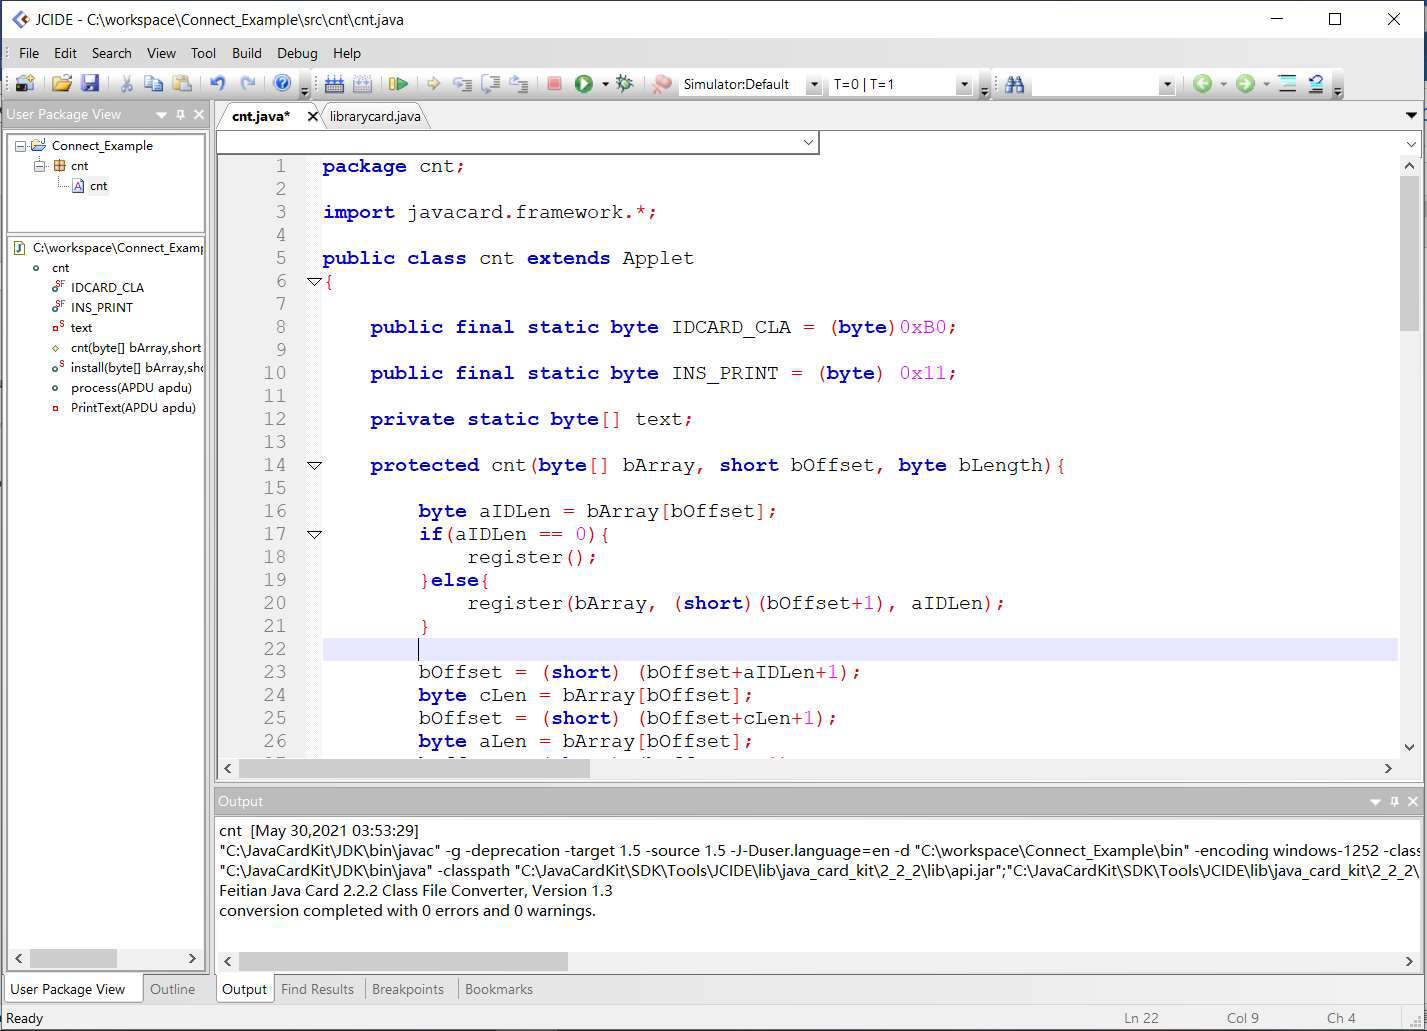 JCIDE - C:\workspace\Connect_Example\src\cnt\cnt.java
File Edit Search View Tool Build Debug Help
Simulator:Default T=0 | T=1
User Package View
Connect_Example
cnt
cnt
C:\workspace\Connect_Examp
cnt
IDCARD_CLA
INS_PRINT
text
cnt(byte[] bArray,short
install(byte[] bArray,sho
process(APDU apdu)
PrintText(APDU apdu)
User Package View Outline
cnt.java* librarycard.java
1 package cnt;
2
3 import javacard.framework.*;
4
5 public class cnt extends Applet
6 {
7
8 public final static byte IDCARD_CLA = (byte)0xB0;
9
10 public final static byte INS_PRINT = (byte) 0x11;
11
12 private static byte[] text;
13
14 protected cnt(byte[] bArray, short bOffset, byte bLength){
15
16 byte aIDLen = bArray[bOffset];
17 if(aIDLen == 0){
18 register();
19 }else{
20 register(bArray, (short)(bOffset+1), aIDLen);
21 }
22
23 bOffset = (short) (bOffset+aIDLen+1);
24 byte cLen = bArray[bOffset];
25 bOffset = (short) (bOffset+cLen+1);
26 byte aLen = bArray[bOffset];
Output
cnt [May 30,2021 03:53:29]
"C:\JavaCardKit\JDK\bin\javac" -g -deprecation -target 1.5 -source 1.5 -J-Duser.language=en -d "C:\workspace\Connect_Example\bin" -encoding windows-1252 -class
"C:\JavaCardKit\JDK\bin\java" -classpath "C:\JavaCardKit\SDK\Tools\JCIDE\lib\java_card_kit\2_2_2\lib\api.jar";"C:\JavaCardKit\SDK\Tools\JCIDE\lib\java_card_kit\2_2_2\
Feitian Java Card 2.2.2 Class File Converter, Version 1.3
conversion completed with 0 errors and 0 warnings.
Output Find Results Breakpoints Bookmarks
Ready Ln 22 Col 9 Ch 4